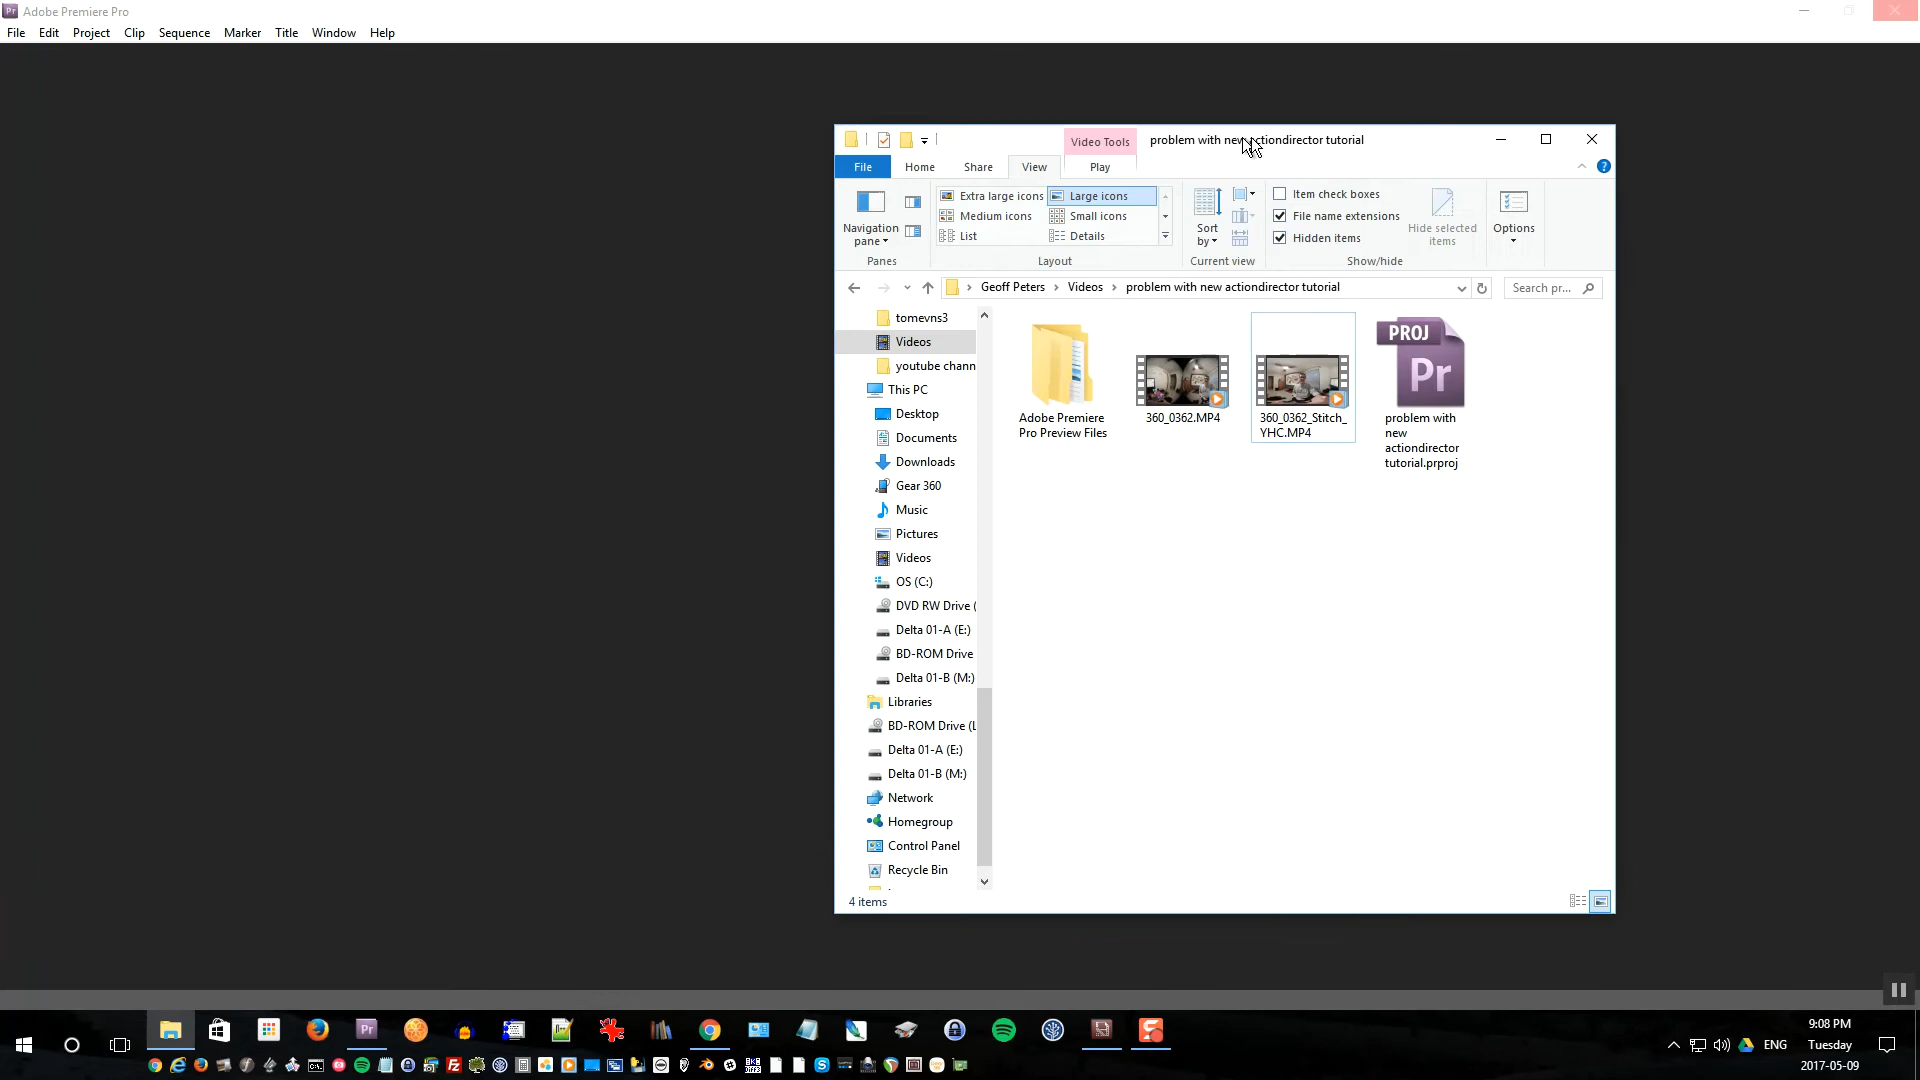 Adobe Premiere Pro
File Edit Project Clip Sequence Marker Title Window Help
Video Tools problem with new actiondirector tutorial
File Home Share View Play
Navigation pane
Panes
Extra large icons Large icons
Medium icons Small icons
List Details
Layout
Sort by
Current view
Item check boxes
File name extensions
Hidden items
Hide selected items
Show/hide
Options
Geoff Peters Videos problem with new actiondirector tutorial
Search pr...
tomevns3
Videos
youtube chann
This PC
Desktop
Documents
Downloads
Gear 360
Music
Pictures
Videos
OS (C:)
DVD RW Drive (
Delta 01-A (E:)
BD-ROM Drive
Delta 01-B (M:)
Libraries
BD-ROM Drive (L
Delta 01-A (E:)
Delta 01-B (M:)
Network
Homegroup
Control Panel
Recycle Bin
Adobe Premiere
Pro Preview Files
360_0362.MP4
360_0362_Stitch_
YHC.MP4
PROJ
Pr
problem with
new
actiondirector
tutorial.prproj
4 items
ENG
9:08 PM
Tuesday
2017-05-09